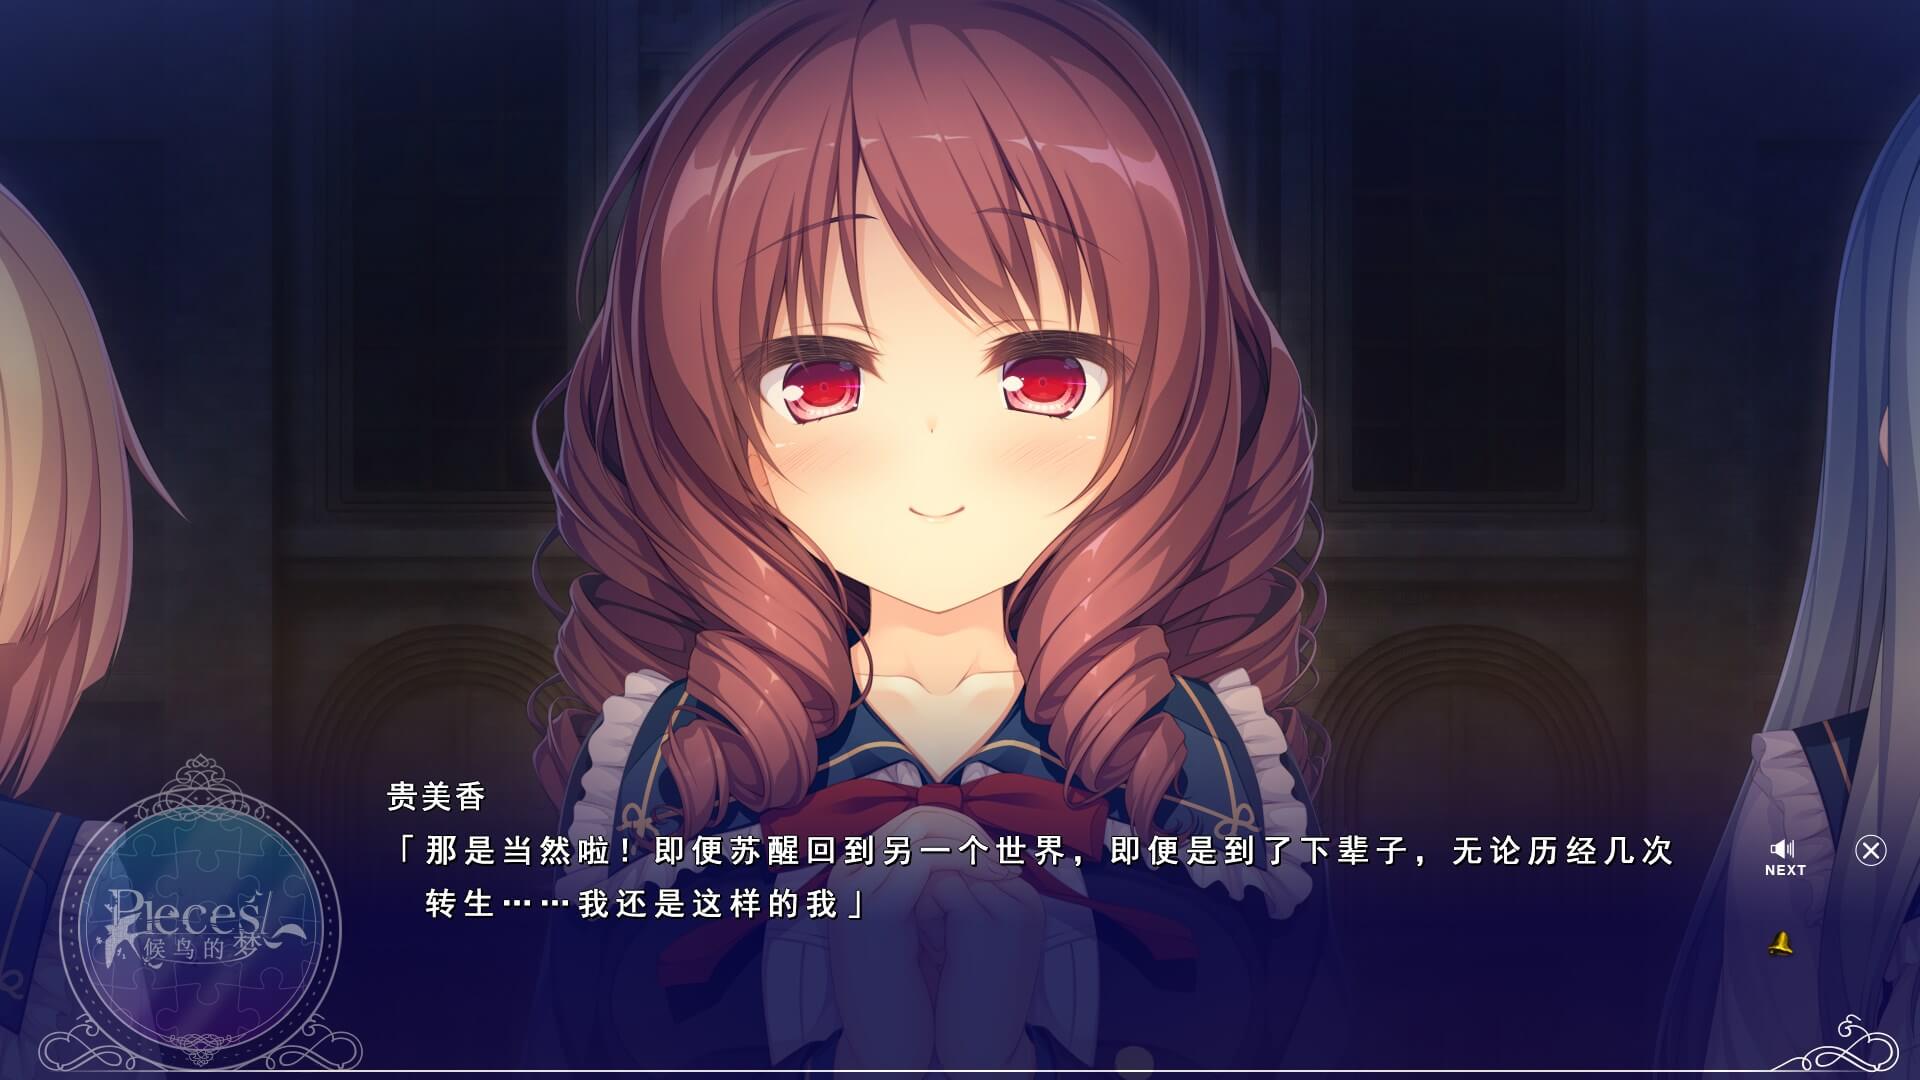 贵美香
「那是当然啦！即便苏醒回到另一个世界，即便是到了下辈子，无论历经几次
转生……我还是这样的我」
NEXT
Pieces
候鸟的梦